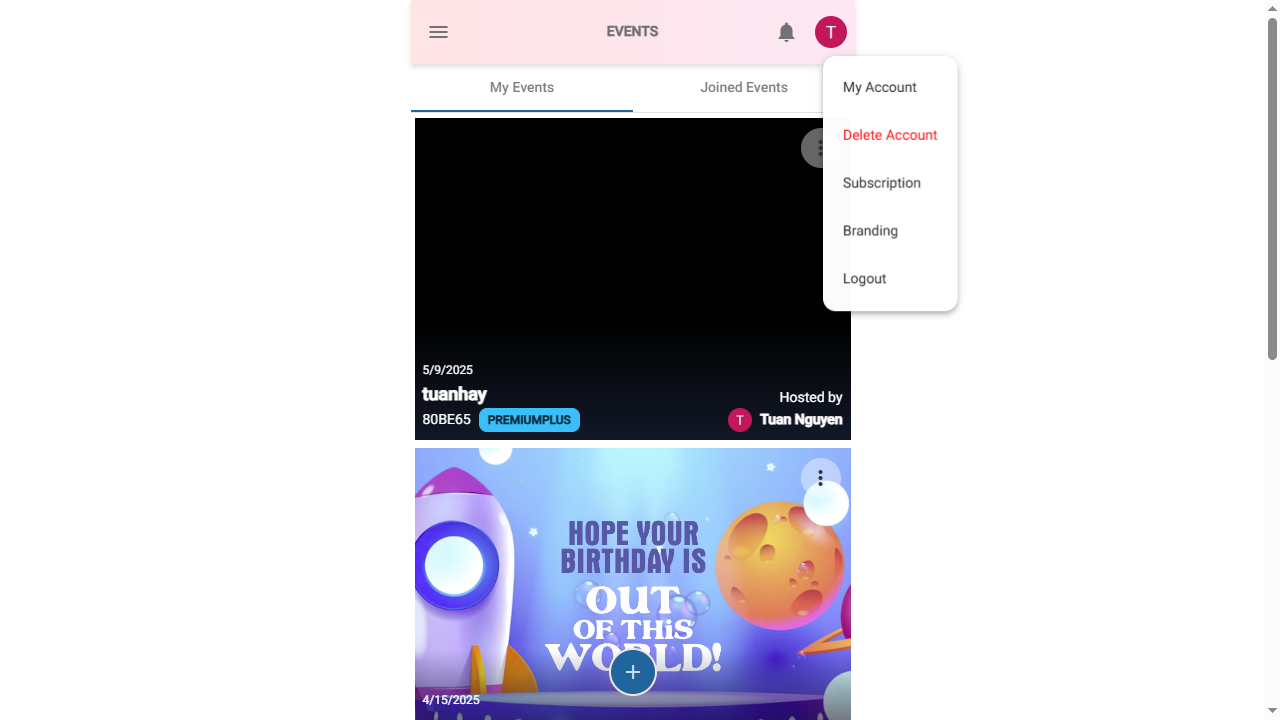 EVENTS
T
My Events
Joined Events
My Account
Delete Account
Subscription
Branding
Logout
5/9/2025
tuanhay
80BE65 PREMIUMPLUS
Hosted by
T Tuan Nguyen
HOPE YOUR
BIRTHDAY IS
OUT
OF THiS
WORLD!
4/15/2025